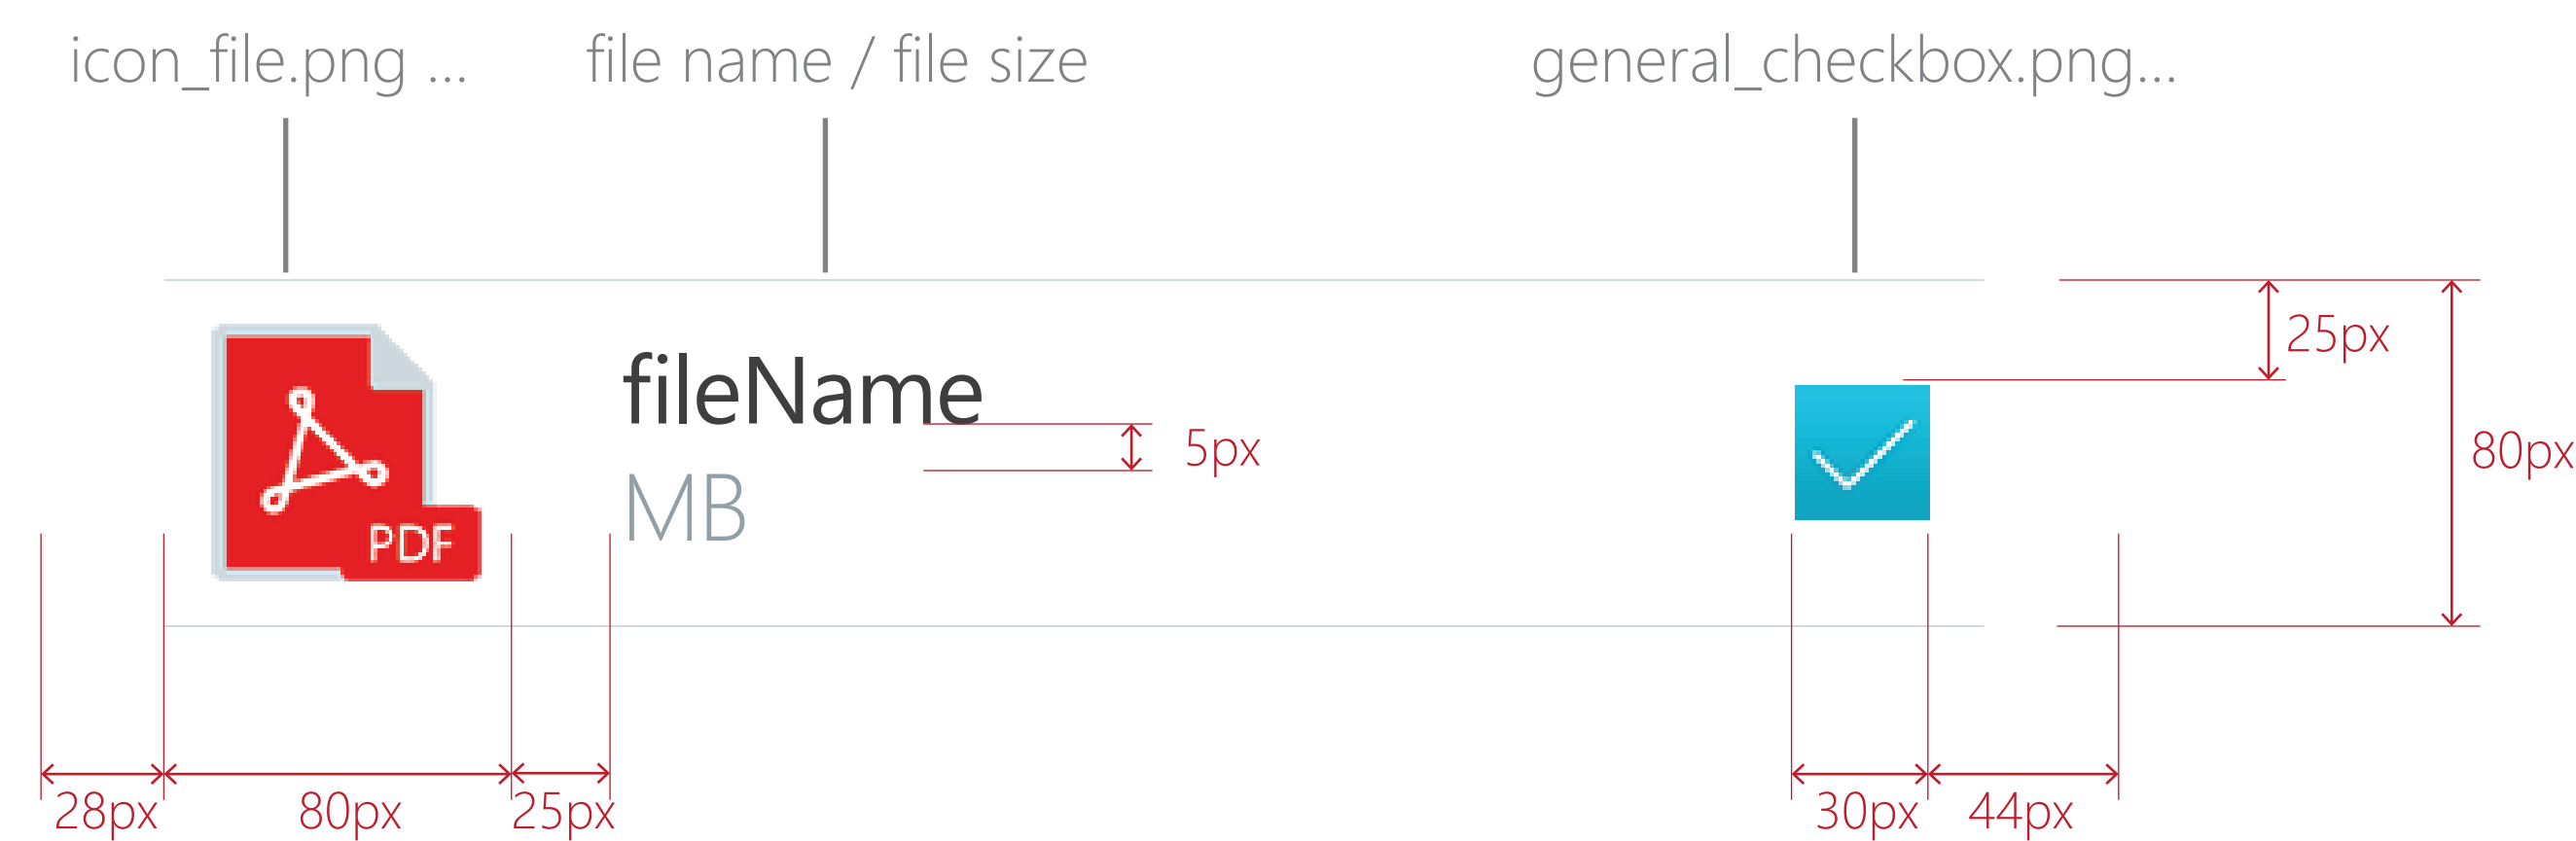 icon_file.png ...
file name / file size
general_checkbox.png...
25px
fileName
5px
80px
MB
PDF
28px
80px
25px
30px
44px